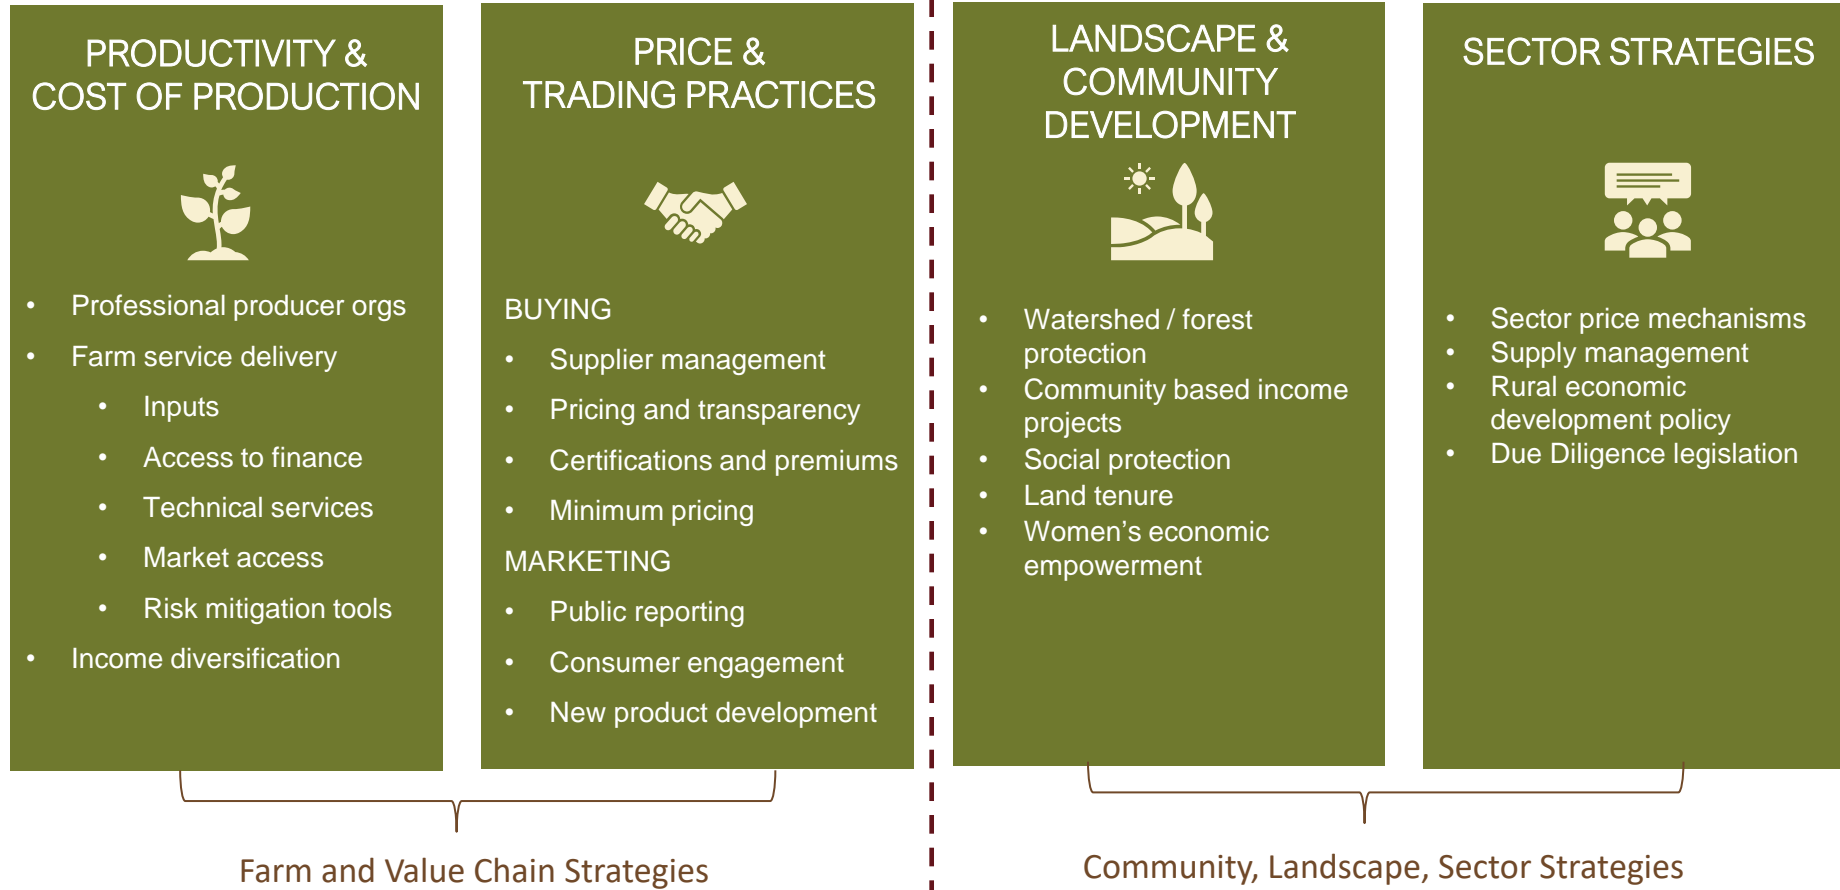 PRODUCTIVITY &
COST OF PRODUCTION
• Professional producer orgs
• Farm service delivery
• Inputs
• Access to finance
• Technical services
• Market access
• Risk mitigation tools
• Income diversification
PRICE &
TRADING PRACTICES
BUYING
• Supplier management
• Pricing and transparency
• Certifications and premiums
• Minimum pricing
MARKETING
• Public reporting
• Consumer engagement
• New product development
Farm and Value Chain Strategies
LANDSCAPE &
COMMUNITY
DEVELOPMENT
• Watershed / forest
protection
• Community based income
projects
• Social protection
• Land tenure
• Women’s economic
empowerment
SECTOR STRATEGIES
• Sector price mechanisms
• Supply management
• Rural economic
development policy
• Due Diligence legislation
Community, Landscape, Sector Strategies